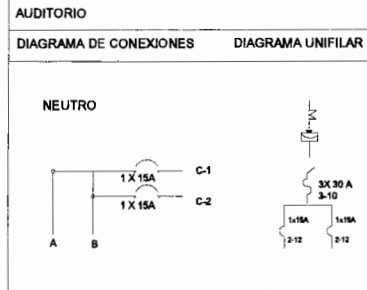 AUDITORIO
DIAGRAMA DE CONEXIONES DIAGRAMA UNIFILAR
NEUTRO
M
1 X 15A C-1
1 X 15A C-2
A B
3X 30 A
3-10
1x15A 1x15A
2-12 2-12